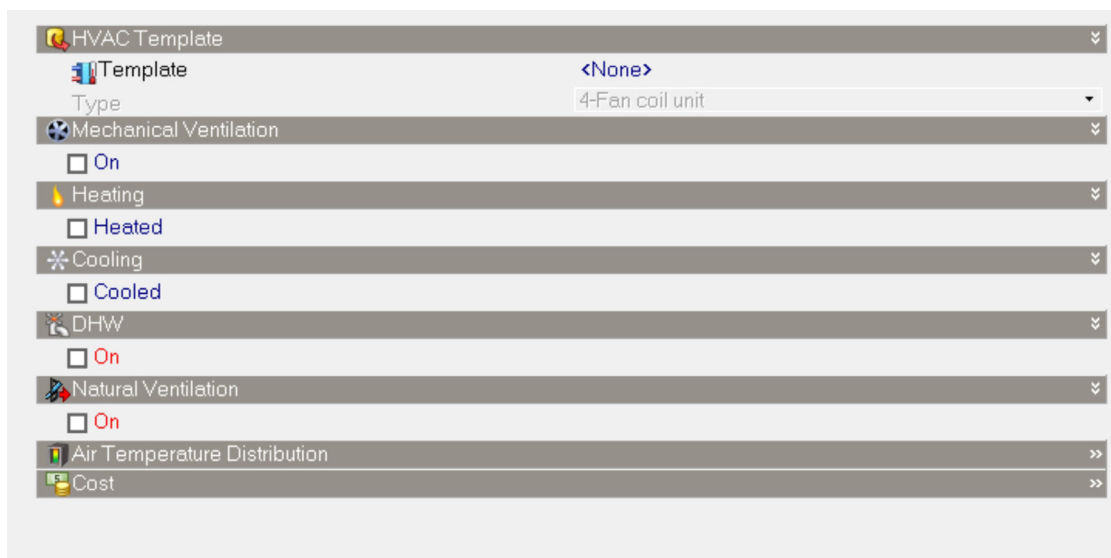 HVAC Template
Template <None>
Type 4-Fan coil unit
Mechanical Ventilation
On
Heating
Heated
Cooling
Cooled
DHW
On
Natural Ventilation
On
Air Temperature Distribution
Cost